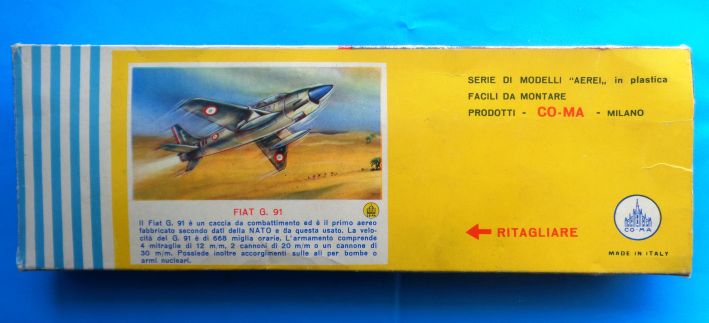 FIAT G. 91
Il Fiat G. 91 è un caccia da combattimento ed è il primo aereo
fabbricato secondo dati della NATO e da questa usato. La velo-
cità del G. 91 è di 668 miglia orarie. L'armamento comprende
4 mitraglie di 12 m/m, 2 cannoni di 20 m/m o un cannone di
30 m/m. Possiede inoltre accorgimenti sulle ali per bombe o
armi nucleari.
SERIE DI MODELLI "AEREI„ in plastica
FACILI DA MONTARE
PRODOTTI - CO-MA - MILANO
RITAGLIARE
CO-MA
MADE IN ITALY